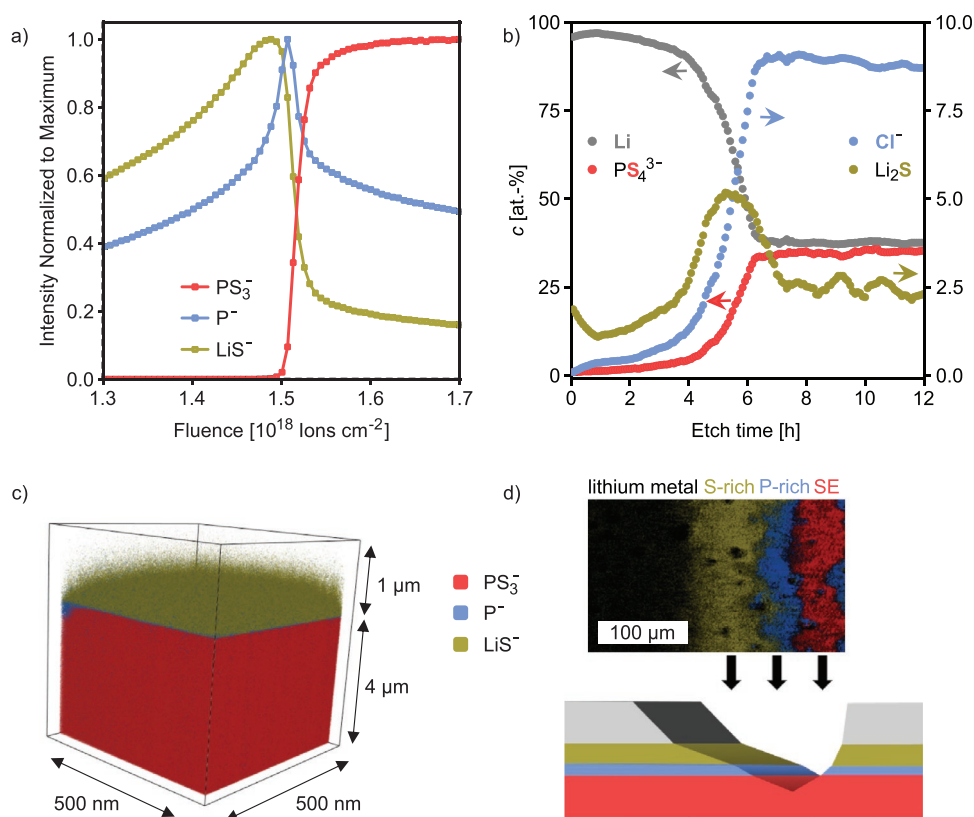 a)
Intensity Normalized to Maximum
1.0
0.8
0.6
0.4
0.2
0.0
PS₃⁻
P⁻
LiS⁻
1.3 1.4 1.5 1.6 1.7
Fluence [10¹⁸ Ions cm⁻²]
b)
c [at.-%]
100
75
50
25
0
10.0
7.5
5.0
2.5
0.0
Li
PS₄³⁻
Cl⁻
Li₂S
0 2 4 6 8 10 12
Etch time [h]
c)
1 µm
4 µm
500 nm
500 nm
PS₃⁻
P⁻
LiS⁻
d)
lithium metal S-rich P-rich SE
100 µm